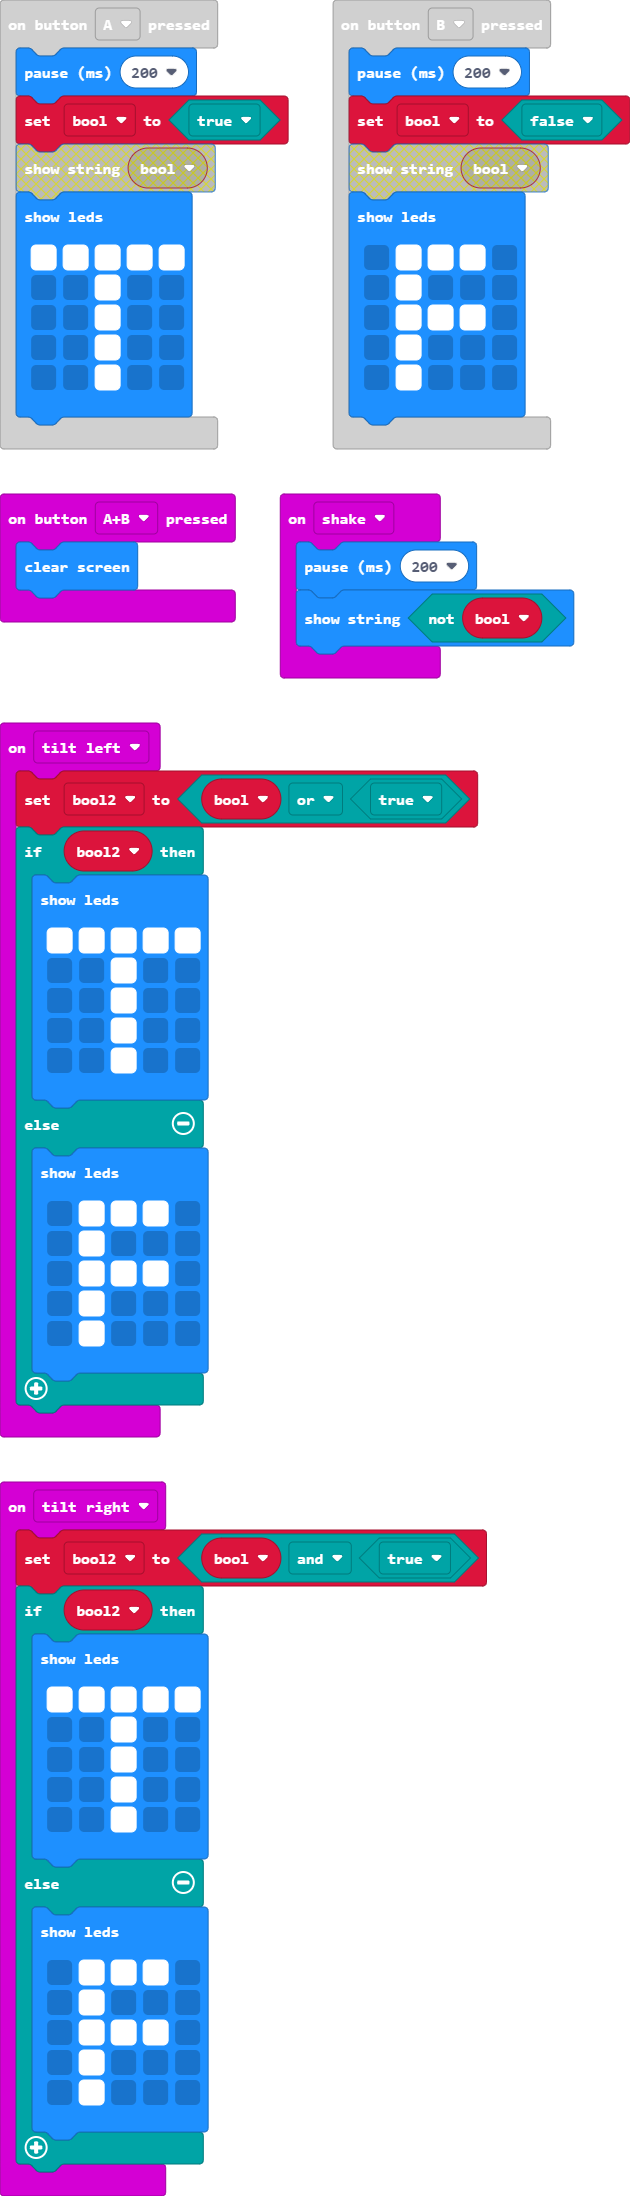 on button A pressed
pause (ms) 200
set bool to true
show string bool
show leds
on button B pressed
pause (ms) 200
set bool to false
show string bool
show leds
on button A+B pressed
clear screen
on shake
pause (ms) 200
show string not bool
on tilt left
set bool2 to bool or true
if bool2 then
show leds
else
show leds
on tilt right
set bool2 to bool and true
if bool2 then
show leds
else
show leds